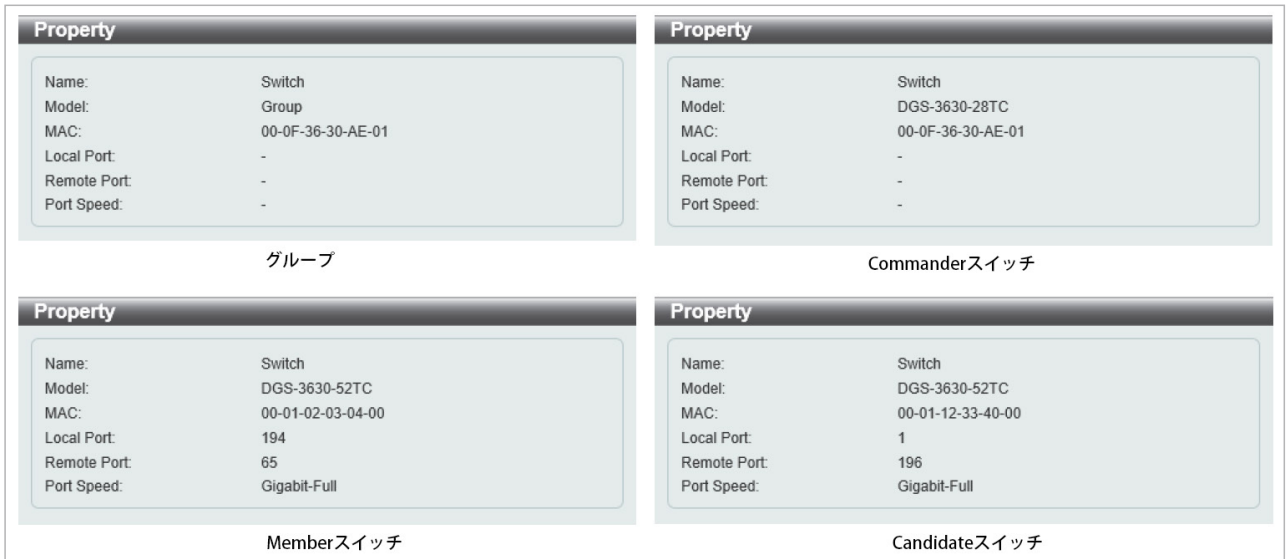 Property
Name: Switch
Model: Group
MAC: 00-0F-36-30-AE-01
Local Port: -
Remote Port: -
Port Speed: -
グループ
Property
Name: Switch
Model: DGS-3630-28TC
MAC: 00-0F-36-30-AE-01
Local Port: -
Remote Port: -
Port Speed: -
Commanderスイッチ
Property
Name: Switch
Model: DGS-3630-52TC
MAC: 00-01-02-03-04-00
Local Port: 194
Remote Port: 65
Port Speed: Gigabit-Full
Memberスイッチ
Property
Name: Switch
Model: DGS-3630-52TC
MAC: 00-01-12-33-40-00
Local Port: 1
Remote Port: 196
Port Speed: Gigabit-Full
Candidateスイッチ